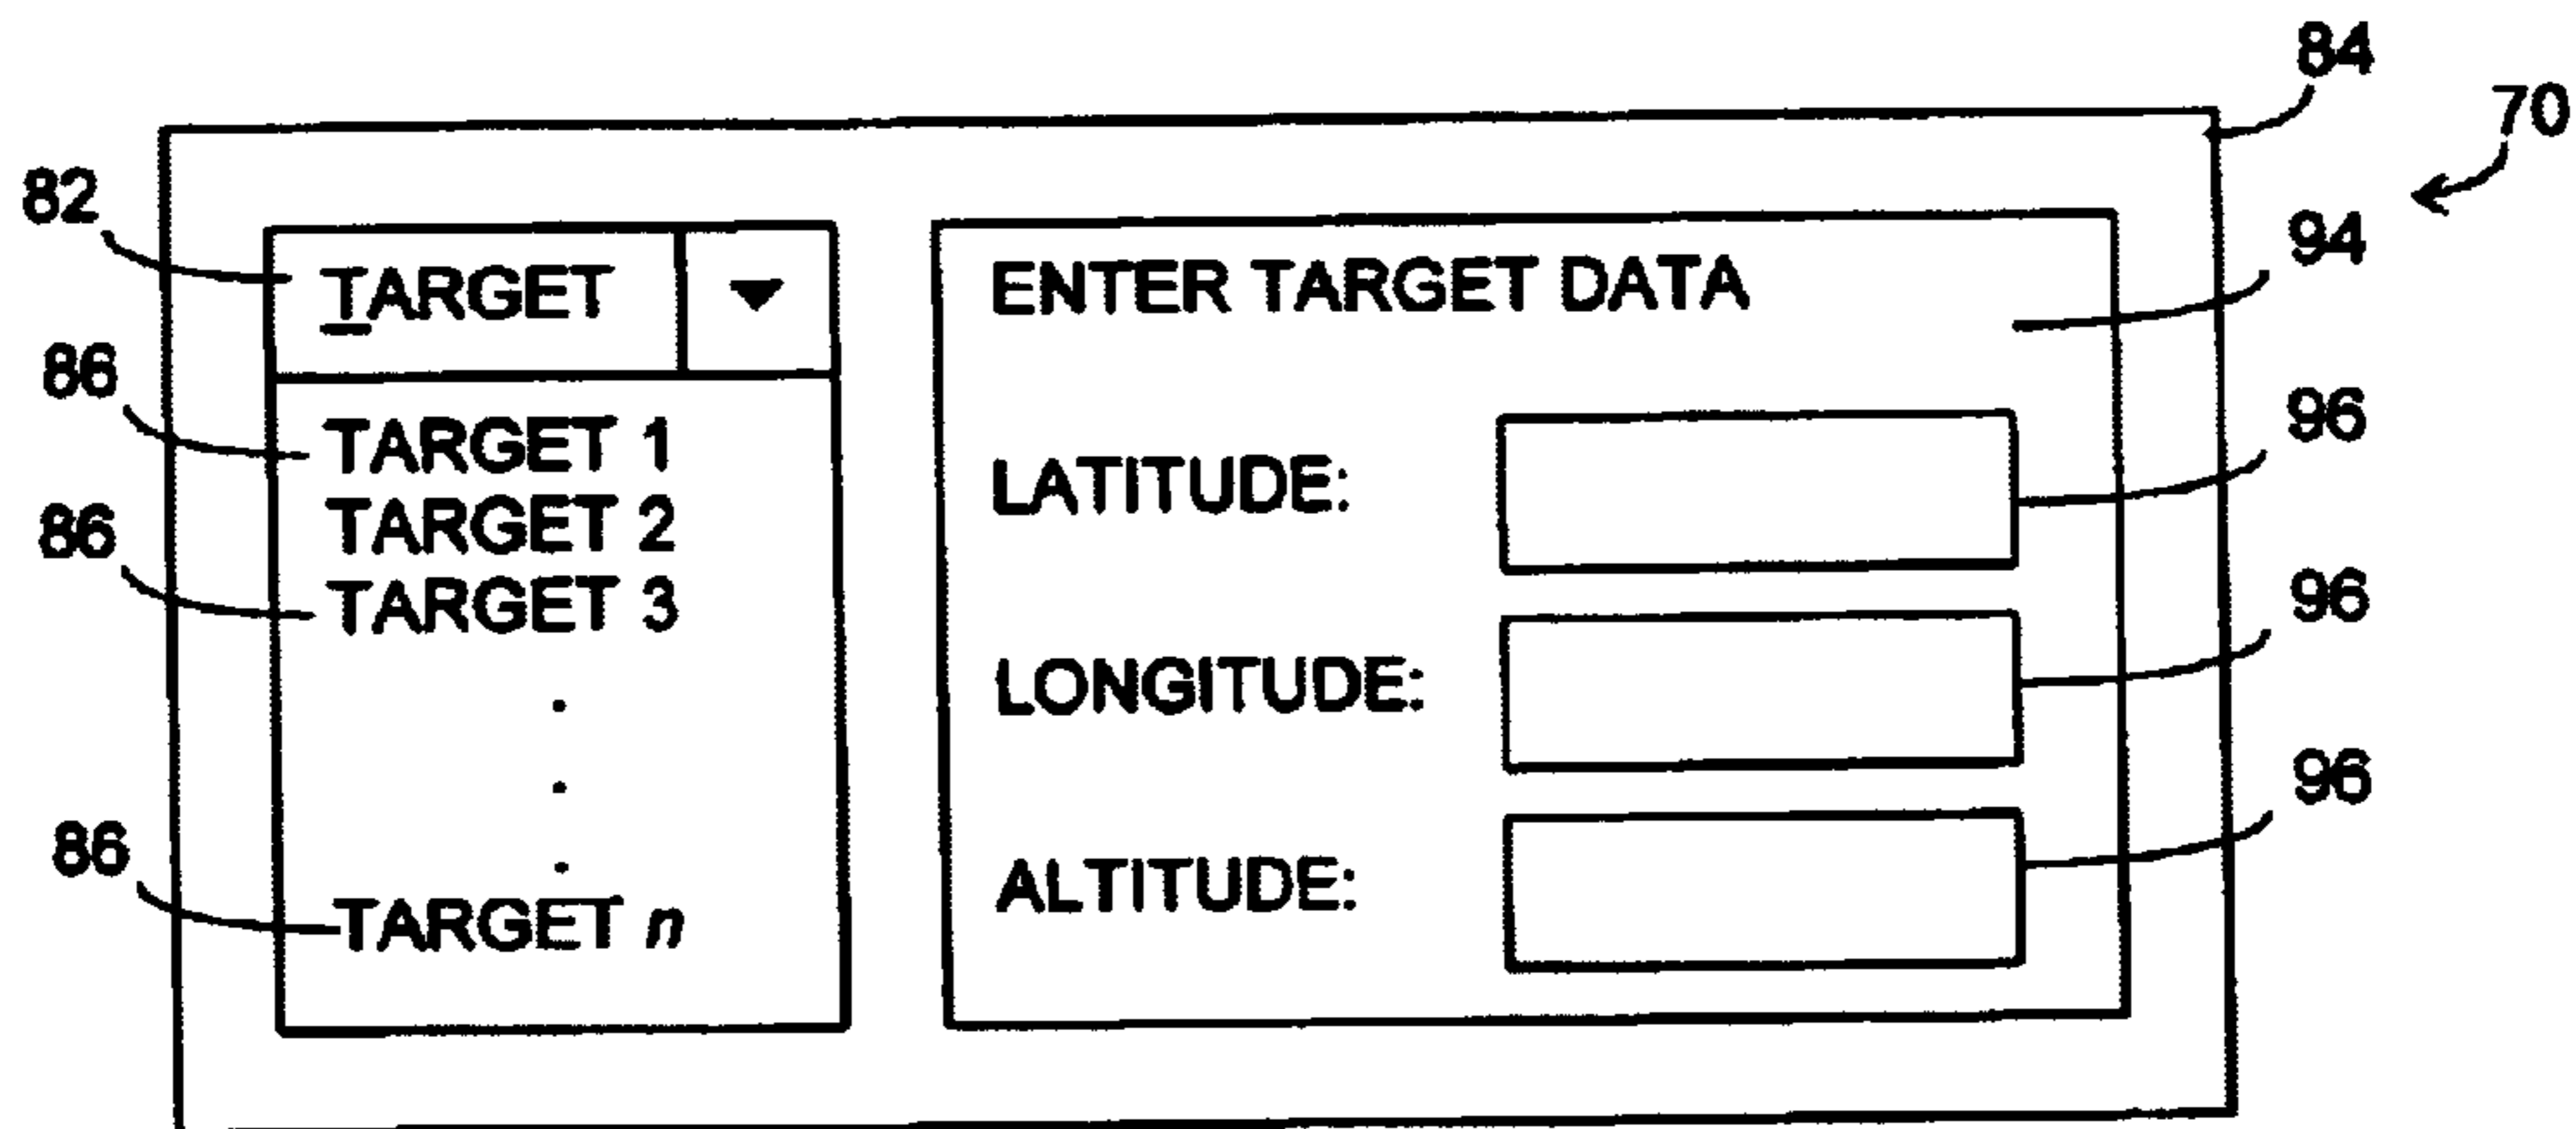 84
70
82
TARGET
86
TARGET 1
TARGET 2
86
TARGET 3
.
.
.
86
TARGET n
ENTER TARGET DATA
94
LATITUDE:
96
LONGITUDE:
96
ALTITUDE:
96